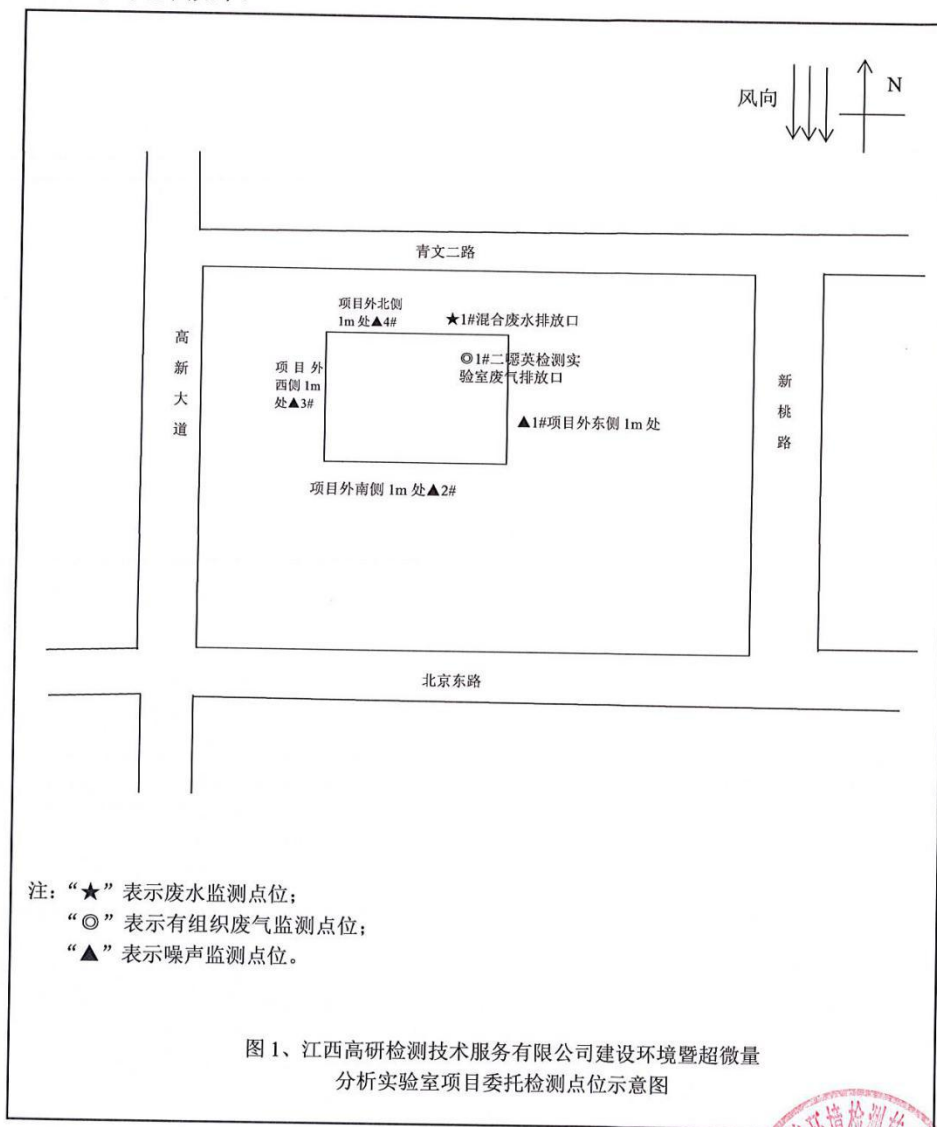 风向
N
青文二路
项目外北侧
1m 处▲4#
★1#混合废水排放口
高新大道
◎1#二噁英检测实
验室废气排放口
项目外
西侧 1m
处▲3#
新桃路
▲1#项目外东侧 1m 处
项目外南侧 1m 处▲2#
北京东路
注：“★”表示废水监测点位；
“◎”表示有组织废气监测点位；
“▲”表示噪声监测点位。
图 1、江西高研检测技术服务有限公司建设环境暨超微量
分析实验室项目委托检测点位示意图
环境检测技